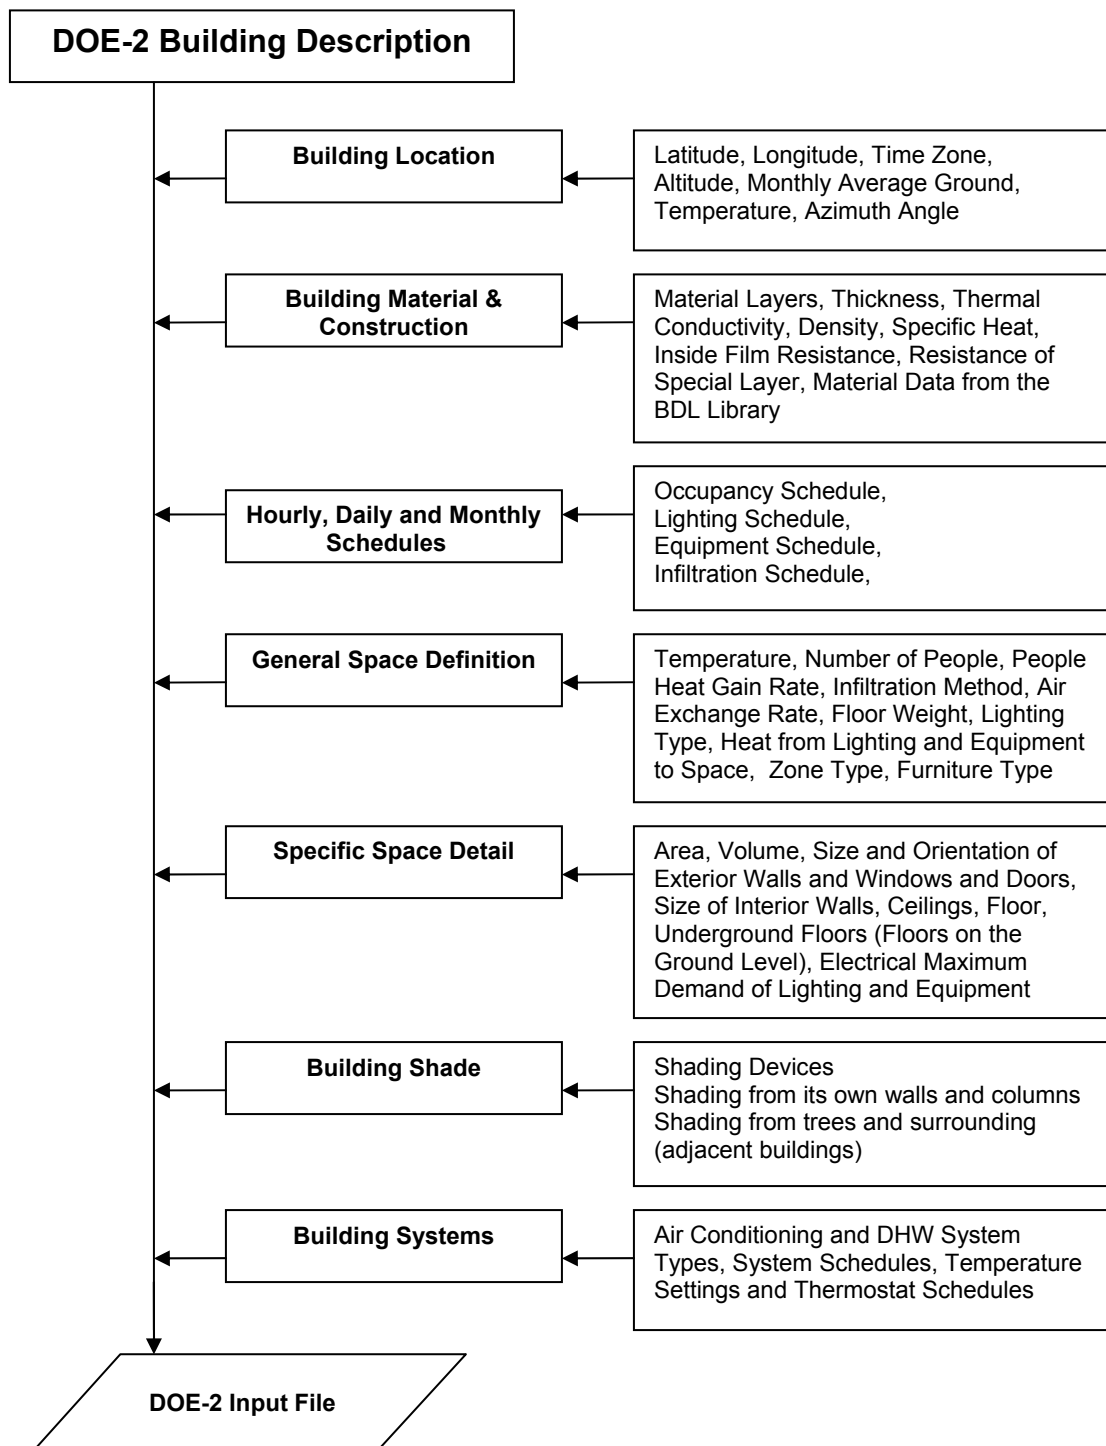 DOE-2 Building Description
Building Location
Latitude, Longitude, Time Zone,
Altitude, Monthly Average Ground,
Temperature, Azimuth Angle
Building Material &
Construction
Material Layers, Thickness, Thermal
Conductivity, Density, Specific Heat,
Inside Film Resistance, Resistance of
Special Layer, Material Data from the
BDL Library
Hourly, Daily and Monthly
Schedules
Occupancy Schedule,
Lighting Schedule,
Equipment Schedule,
Infiltration Schedule,
General Space Definition
Temperature, Number of People, People
Heat Gain Rate, Infiltration Method, Air
Exchange Rate, Floor Weight, Lighting
Type, Heat from Lighting and Equipment
to Space,  Zone Type, Furniture Type
Specific Space Detail
Area, Volume, Size and Orientation of
Exterior Walls and Windows and Doors,
Size of Interior Walls, Ceilings, Floor,
Underground Floors (Floors on the
Ground Level), Electrical Maximum
Demand of Lighting and Equipment
Building Shade
Shading Devices
Shading from its own walls and columns
Shading from trees and surrounding
(adjacent buildings)
Building Systems
Air Conditioning and DHW System
Types, System Schedules, Temperature
Settings and Thermostat Schedules
DOE-2 Input File